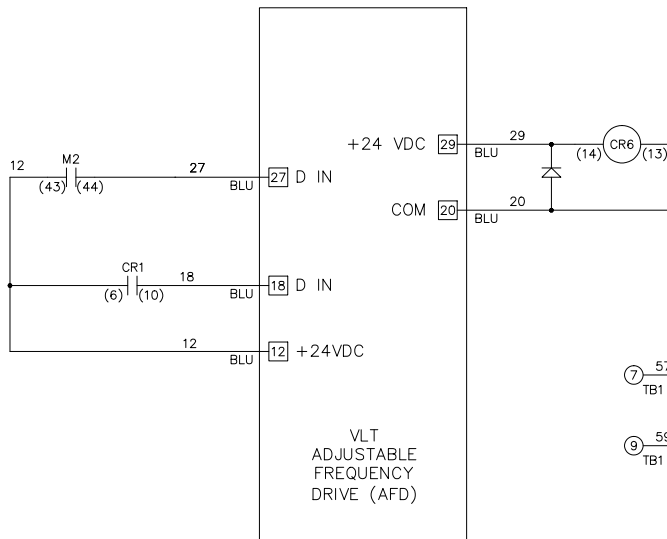 +24 VDC 29 29 BLU (14) CR6 (13)
12 M2 (43) (44) 27 BLU 27 D IN
COM 20 20 BLU
CR1 (6) (10) 18 BLU 18 D IN
12 BLU 12 +24VDC
7 57 TB1
VLT
ADJUSTABLE
FREQUENCY
DRIVE (AFD)
9 59 TB1